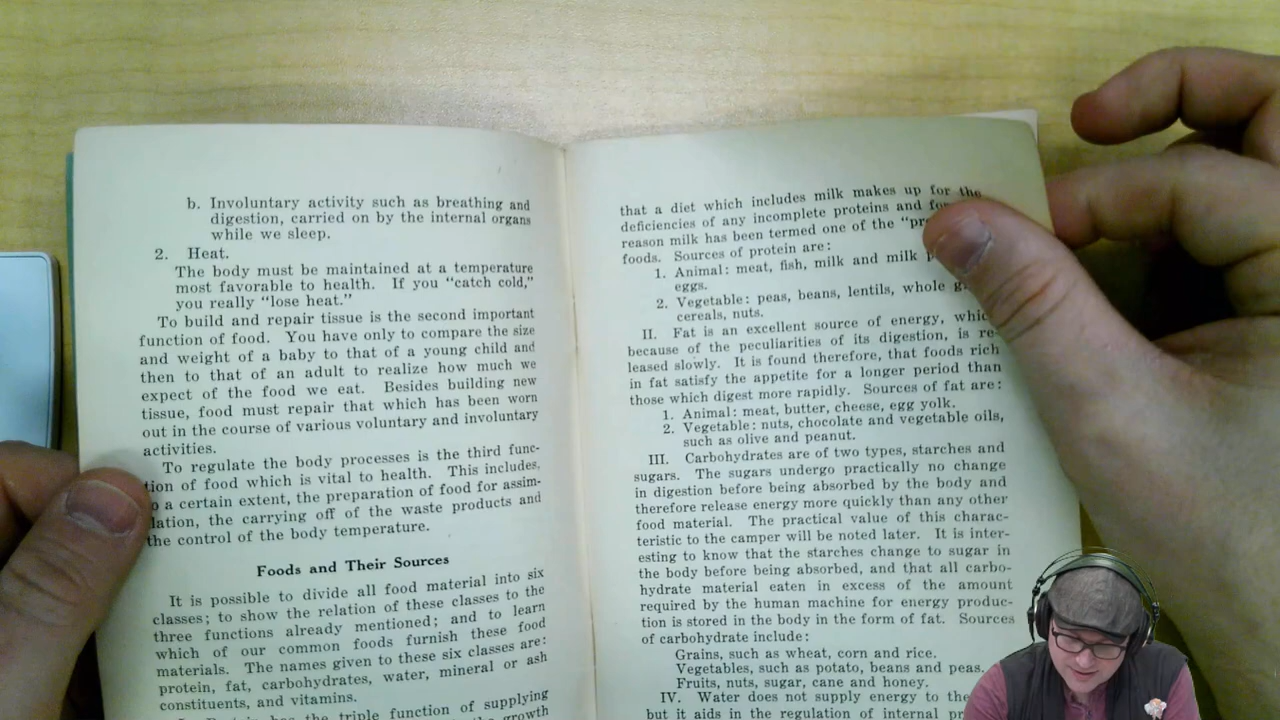 b. Involuntary activity such as breathing and
digestion, carried on by the internal organs
while we sleep.
2. Heat.
The body must be maintained at a temperature
most favorable to health. If you "catch cold,"
you really "lose heat."
To build and repair tissue is the second important
function of food. You have only to compare the size
and weight of a baby to that of a young child and
then to that of an adult to realize how much we
expect of the food we eat. Besides building new
tissue, food must repair that which has been worn
out in the course of various voluntary and involuntary
activities.
To regulate the body processes is the third func-
tion of food which is vital to health. This includes,
a certain extent, the preparation of food for assim-
lation, the carrying off of the waste products and
the control of the body temperature.
Foods and Their Sources
It is possible to divide all food material into six
classes; to show the relation of these classes to the
three functions already mentioned; and to learn
which of our common foods furnish these food
materials. The names given to these six classes are:
protein, fat, carbohydrates, water, mineral or ash
constituents, and vitamins.
Protein has the triple function of supplying
the growth
that a diet which includes milk makes up for the
deficiencies of any incomplete proteins and for
reason milk has been termed one of the
foods. Sources of protein are:
1. Animal: meat, fish, milk and milk
eggs.
2. Vegetable: peas, beans, lentils, whole
cereals, nuts.
II. Fat is an excellent source of energy, which
because of the peculiarities of its digestion, is re-
leased slowly. It is found therefore, that foods rich
in fat satisfy the appetite for a longer period than
those which digest more rapidly. Sources of fat are:
1. Animal: meat, butter, cheese, egg yolk.
2. Vegetable: nuts, chocolate and vegetable oils,
such as olive and peanut.
III. Carbohydrates are of two types, starches and
sugars. The sugars undergo practically no change
in digestion before being absorbed by the body and
therefore release energy more quickly than any other
food material. The practical value of this charac-
teristic to the camper will be noted later. It is inter-
esting to know that the starches change to sugar in
the body before being absorbed, and that all carbo-
hydrate material eaten in excess of the amount
required by the human machine for energy produc-
tion is stored in the body in the form of fat. Sources
of carbohydrate include:
Grains, such as wheat, corn and rice.
Vegetables, such as potato, beans and peas.
Fruits, nuts, sugar, cane and honey.
IV. Water does not supply energy to the
but it aids in the regulation of internal